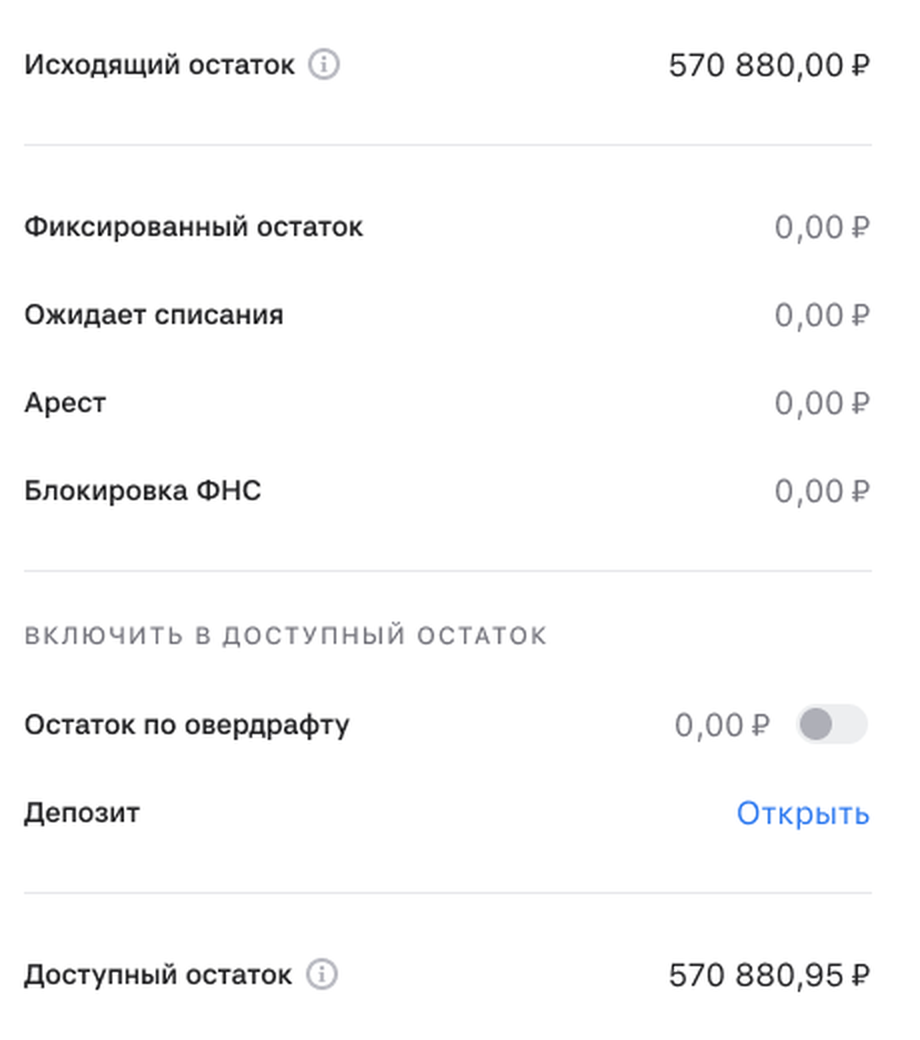 Исходящий остаток 570 880,00 ₽
Фиксированный остаток 0,00 ₽
Ожидает списания 0,00 ₽
Арест 0,00 ₽
Блокировка ФНС 0,00 ₽
ВКЛЮЧИТЬ В ДОСТУПНЫЙ ОСТАТОК
Остаток по овердрафту 0,00 ₽
Депозит Открыть
Доступный остаток 570 880,95 ₽